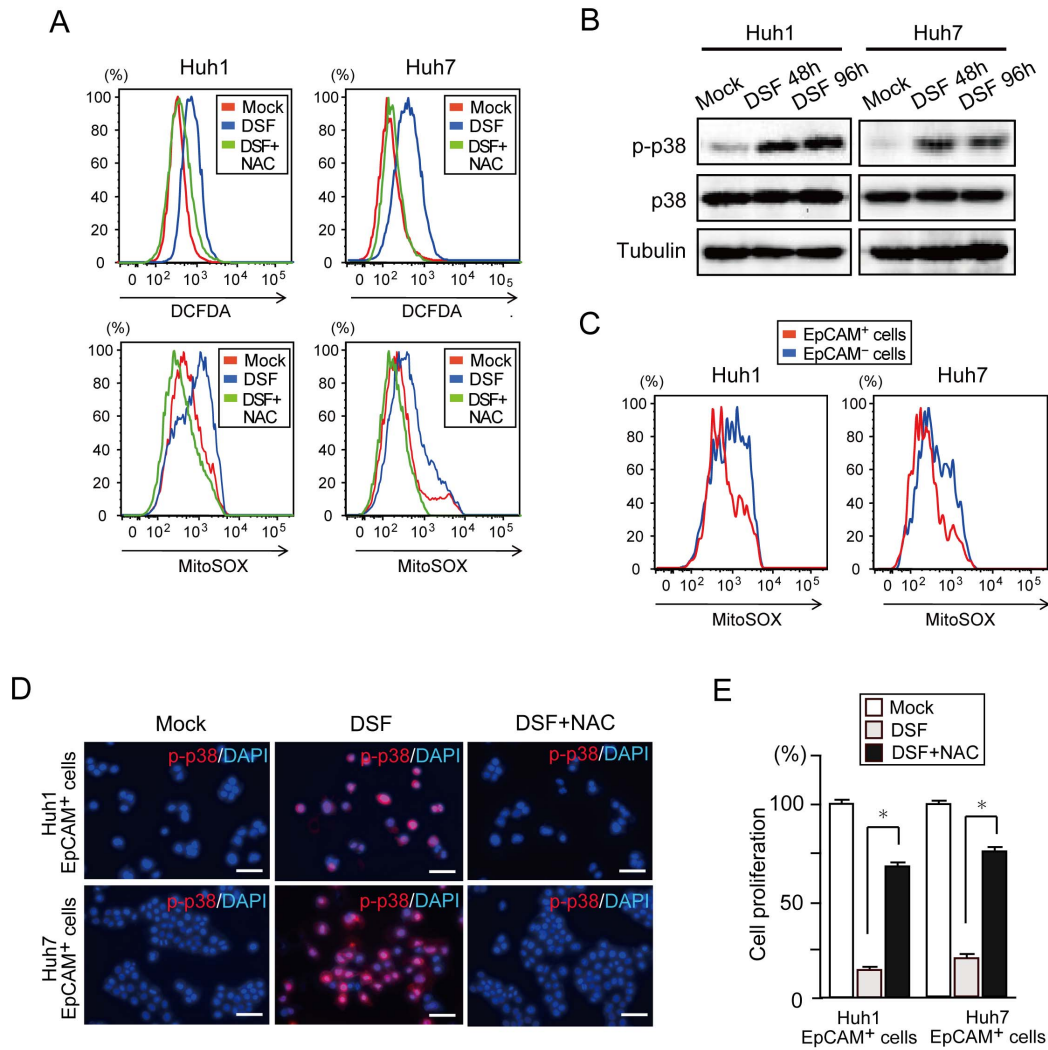 A
Huh1
(%)
100
80
60
40
20
0
Mock
DSF
DSF+
NAC
0 10² 10³ 10⁴ 10⁵
DCFDA
Huh7
(%)
100
80
60
40
20
0
Mock
DSF
DSF+
NAC
0 10² 10³ 10⁴ 10⁵
DCFDA
(%)
100
80
60
40
20
0
Mock
DSF
DSF+
NAC
0 10² 10³ 10⁴ 10⁵
MitoSOX
(%)
100
80
60
40
20
0
Mock
DSF
DSF+
NAC
0 10² 10³ 10⁴ 10⁵
MitoSOX
B
Huh1 Huh7
Mock DSF 48h DSF 96h Mock DSF 48h DSF 96h
p-p38
p38
Tubulin
C
EpCAM⁺ cells
EpCAM⁻ cells
Huh1
(%)
100
80
60
40
20
0
0 10² 10³ 10⁴ 10⁵
MitoSOX
Huh7
(%)
100
80
60
40
20
0
0 10² 10³ 10⁴ 10⁵
MitoSOX
D
Mock DSF DSF+NAC
Huh1
EpCAM⁺ cells
p-p38/DAPI p-p38/DAPI p-p38/DAPI
Huh7
EpCAM⁺ cells
p-p38/DAPI p-p38/DAPI p-p38/DAPI
E
Mock
DSF
DSF+NAC
(%)
100
50
0
Cell proliferation
* *
Huh1 Huh7
EpCAM⁺ cells EpCAM⁺ cells